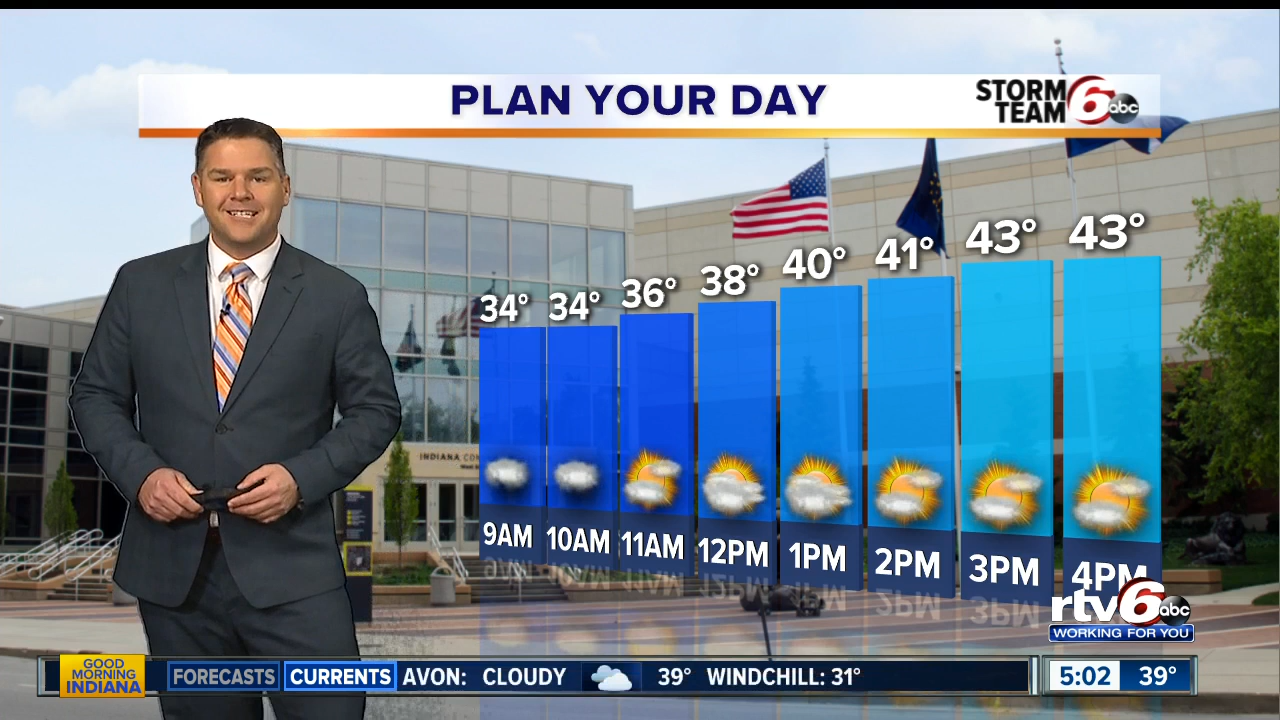 PLAN YOUR DAY
STORM
TEAM
6
abc
34° 34° 36° 38° 40° 41° 43° 43°
INDIANA CON
9AM 10AM 11AM 12PM 1PM 2PM 3PM 4PM
rtv6 abc
WORKING FOR YOU
GOOD
MORNING
INDIANA
FORECASTS CURRENTS AVON: CLOUDY 39° WINDCHILL: 31°
5:02 39°